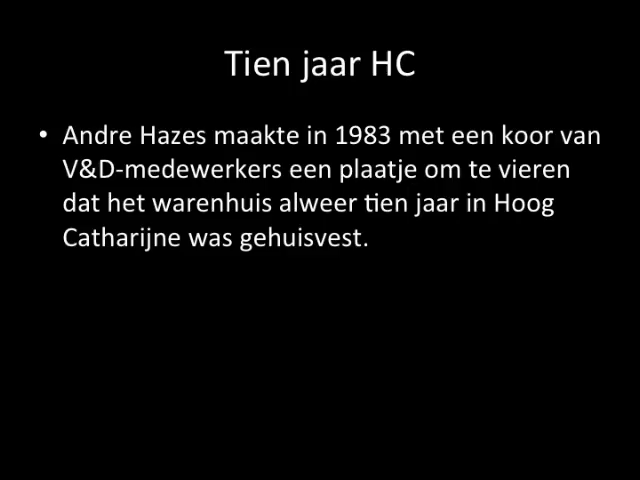 Tien jaar HC
• Andre Hazes maakte in 1983 met een koor van
V&D-medewerkers een plaatje om te vieren
dat het warenhuis alweer tien jaar in Hoog
Catharijne was gehuisvest.